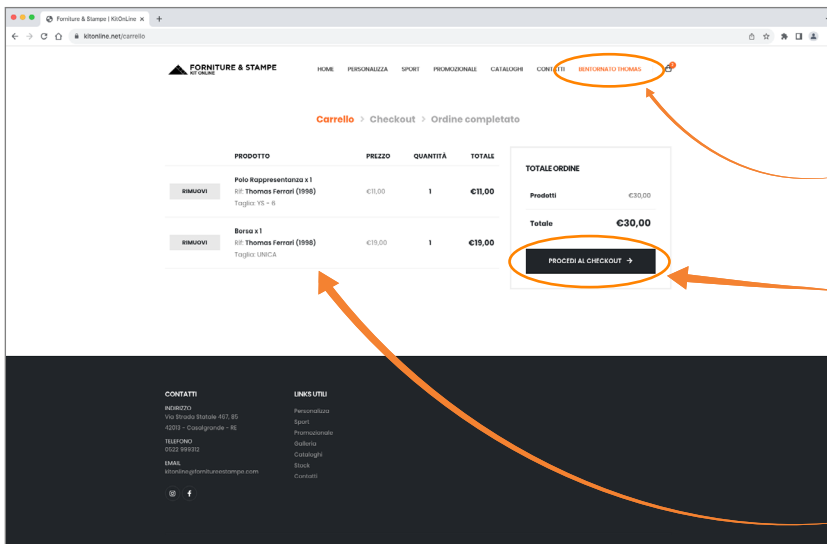 Forniture & Stampe | KitOnLine
kitonline.net/carrello
FORNITURE & STAMPE
KIT ONLINE
HOME PERSONALIZZA SPORT PROMOZIONALE CATALOGHI CONTATTI BENTORNATO THOMAS
Carrello > Checkout > Ordine completato
PRODOTTO PREZZO QUANTITÀ TOTALE
RIMUOVI
Polo Rappresentanza x 1
Rif: Thomas Ferrari (1998)
Taglia: YS - 6
€11,00 1 €11,00
RIMUOVI
Borsa x 1
Rif: Thomas Ferrari (1998)
Taglia: UNICA
€19,00 1 €19,00
TOTALE ORDINE
Prodotti €30,00
Totale €30,00
PROCEDI AL CHECKOUT →
CONTATTI
INDIRIZZO
Via Strada Statale 467, 85
42013 - Casalgrande - RE
TELEFONO
0522 999312
EMAIL
kitonline@fornitureestampe.com
LINKS UTILI
Personalizza
Sport
Promozionale
Galleria
Cataloghi
Stock
Contatti